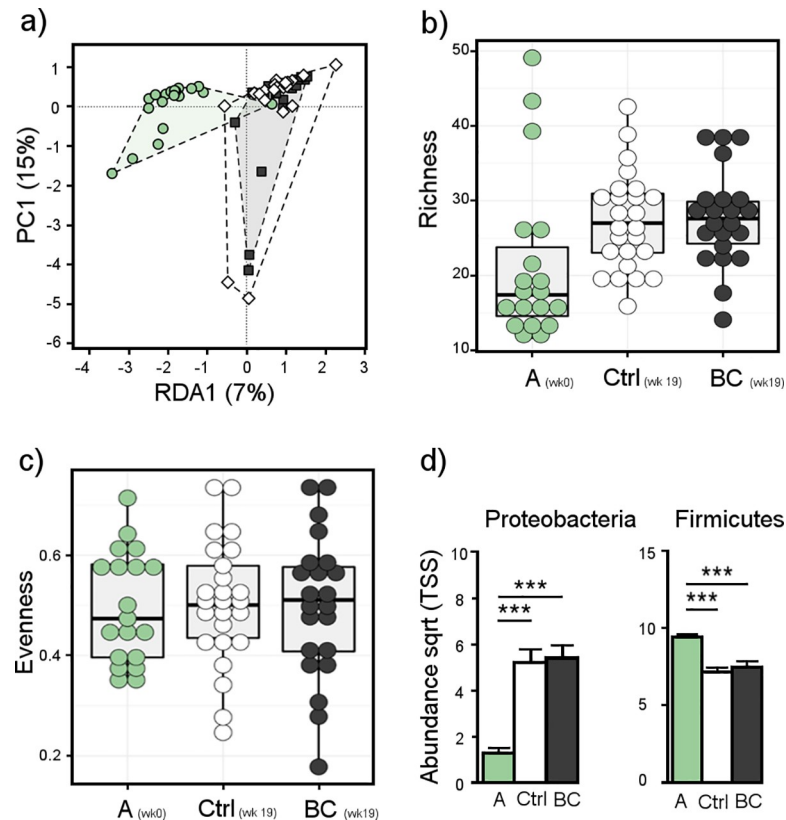 a)
1
0
-1
-2
-3
-4
-5
-6
PC1 (15%)
-4 -3 -2 -1 0 1 2 3
RDA1 (7%)
b)
50
40
30
20
10
Richness
A (wk0) Ctrl (wk 19) BC (wk19)
c)
0.6
0.4
0.2
Evenness
A (wk0) Ctrl (wk 19) BC (wk19)
d)
Proteobacteria
Abundance sqrt (TSS)
10
8
6
4
2
0
***
***
A Ctrl BC
Firmicutes
15
10
5
0
***
***
A Ctrl BC